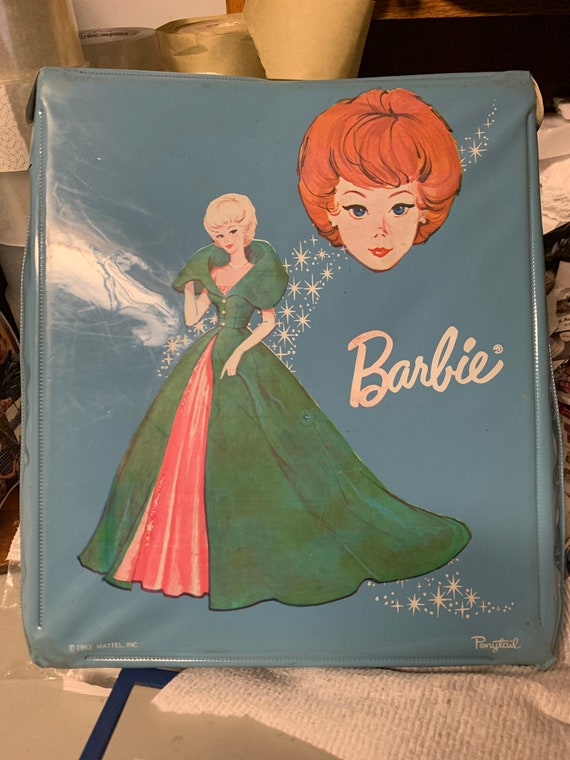 Barbie®
© 1963 MATTEL, INC.
Ponytail